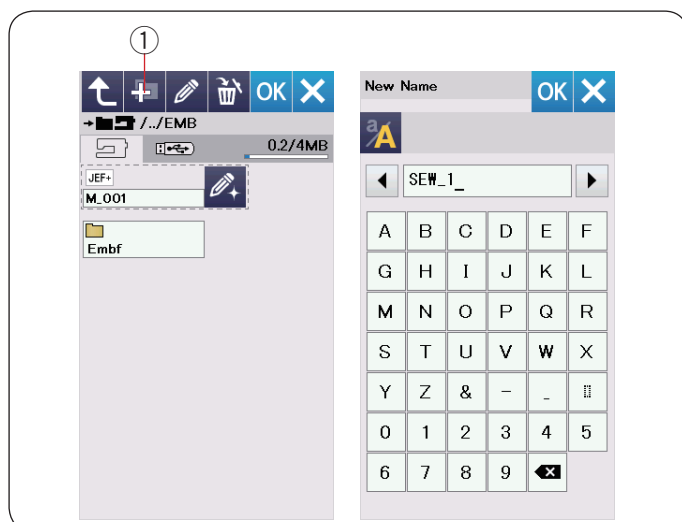 1
OK
/../EMB
0.2/4MB
JEF+
M_001
Embf
New Name
OK
a/A
SEW_1_
A B C D E F
G H I J K L
M N O P Q R
S T U V W X
Y Z & – _
0 1 2 3 4 5
6 7 8 9